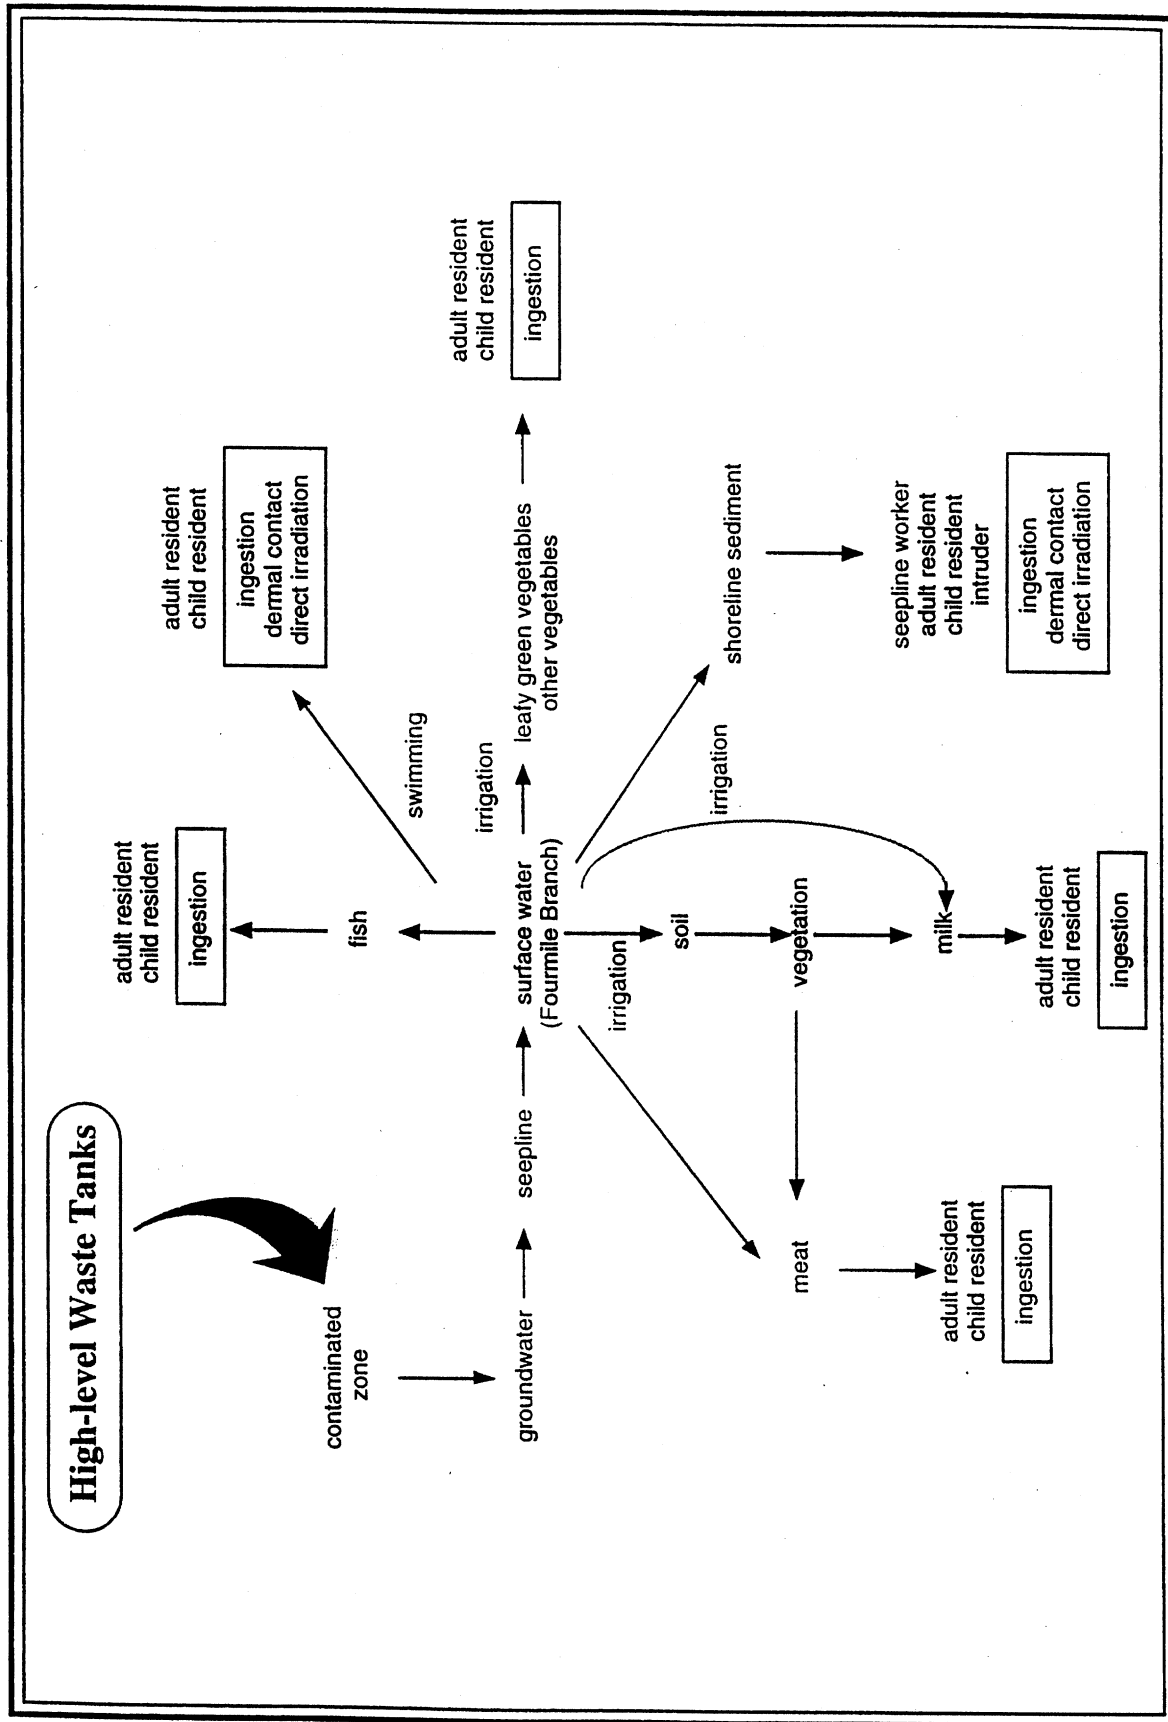 High-level Waste Tanks
contaminated
zone
groundwater
seepline
surface water
(Fourmile Branch)
adult resident
child resident
ingestion
fish
swimming
adult resident
child resident
ingestion
dermal contact
direct irradiation
irrigation
leafy green vegetables
other vegetables
adult resident
child resident
ingestion
shoreline sediment
seepline worker
adult resident
child resident
intruder
ingestion
dermal contact
direct irradiation
irrigation
irrigation
soil
vegetation
milk
adult resident
child resident
ingestion
meat
adult resident
child resident
ingestion